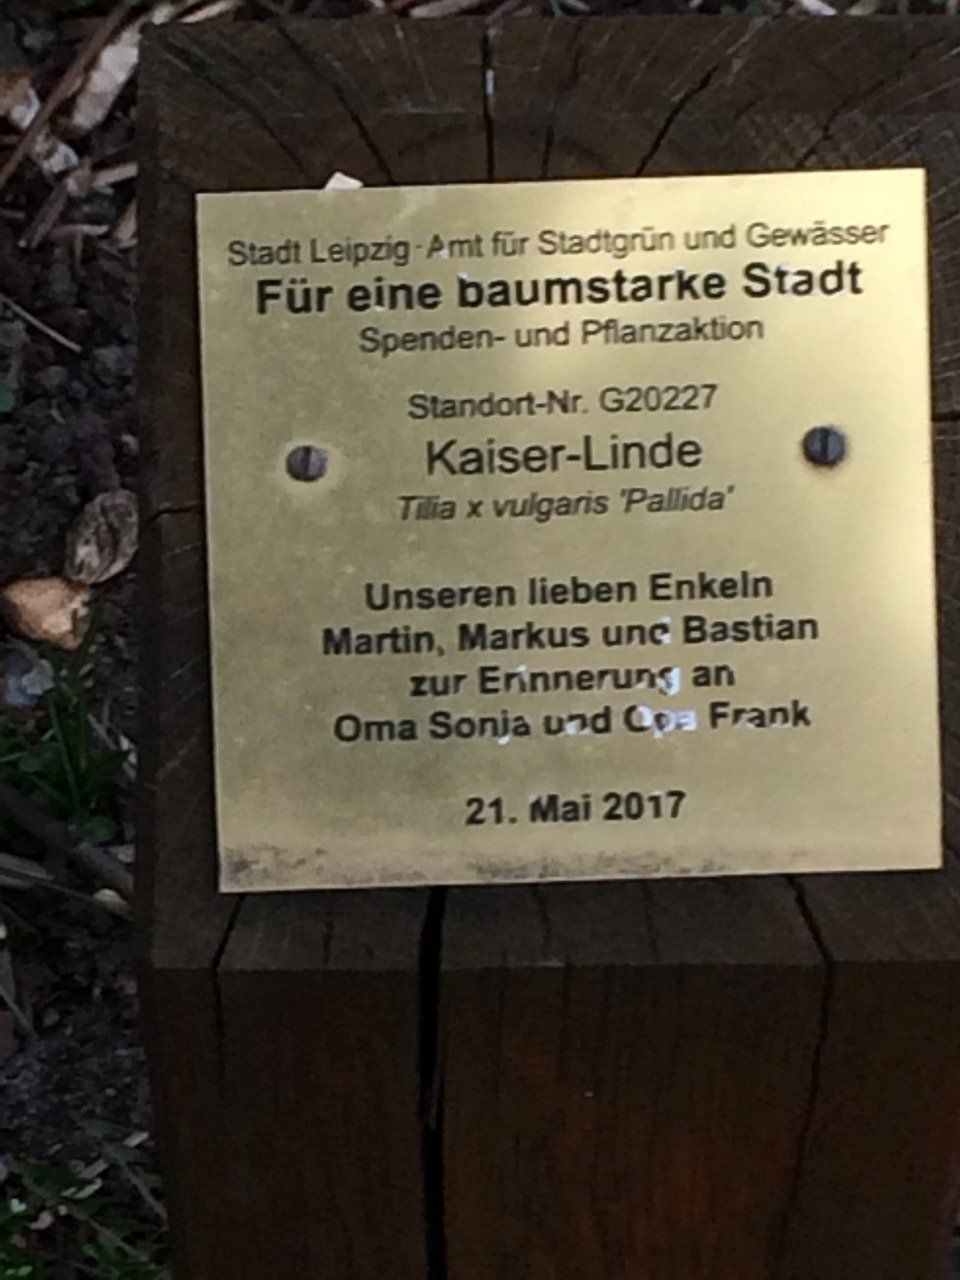 Stadt Leipzig · Amt für Stadtgrün und Gewässer
Für eine baumstarke Stadt
Spenden- und Pflanzaktion
Standort-Nr. G20227
Kaiser-Linde
Tilia x vulgaris 'Pallida'
Unseren lieben Enkeln
Martin, Markus und Bastian
zur Erinnerung an
Oma Sonja und Opa Frank
21. Mai 2017